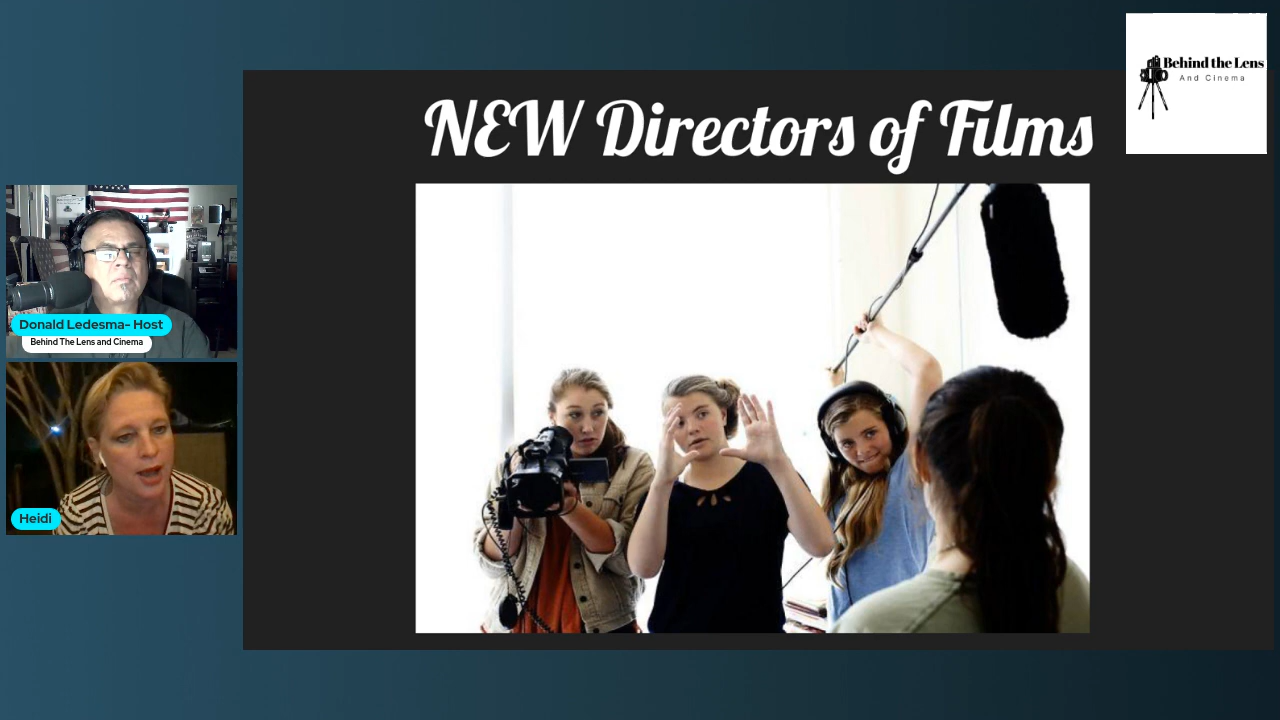 Behind the Lens
And Cinema
NEW Directors of Films
Donald Ledesma- Host
Behind The Lens and Cinema
Heidi